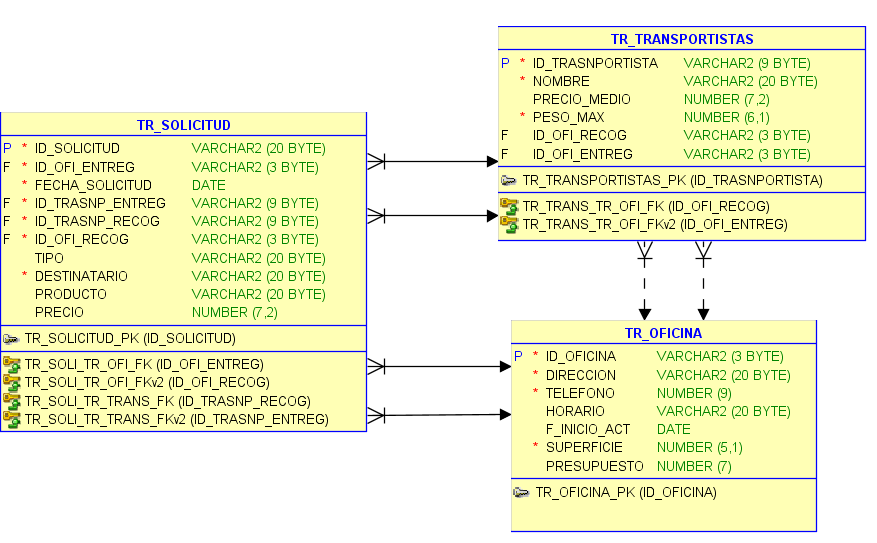 TR_TRANSPORTISTAS
P * ID_TRASNPORTISTA VARCHAR2 (9 BYTE)
* NOMBRE VARCHAR2 (20 BYTE)
PRECIO_MEDIO NUMBER (7,2)
* PESO_MAX NUMBER (6,1)
F ID_OFI_RECOG VARCHAR2 (3 BYTE)
F ID_OFI_ENTREG VARCHAR2 (3 BYTE)
TR_TRANSPORTISTAS_PK (ID_TRASNPORTISTA)
TR_TRANS_TR_OFI_FK (ID_OFI_RECOG)
TR_TRANS_TR_OFI_FKv2 (ID_OFI_ENTREG)
TR_SOLICITUD
P * ID_SOLICITUD VARCHAR2 (20 BYTE)
F * ID_OFI_ENTREG VARCHAR2 (3 BYTE)
* FECHA_SOLICITUD DATE
F * ID_TRASNP_ENTREG VARCHAR2 (9 BYTE)
F * ID_TRASNP_RECOG VARCHAR2 (9 BYTE)
F * ID_OFI_RECOG VARCHAR2 (3 BYTE)
TIPO VARCHAR2 (20 BYTE)
* DESTINATARIO VARCHAR2 (20 BYTE)
PRODUCTO VARCHAR2 (20 BYTE)
PRECIO NUMBER (7,2)
TR_SOLICITUD_PK (ID_SOLICITUD)
TR_SOLI_TR_OFI_FK (ID_OFI_ENTREG)
TR_SOLI_TR_OFI_FKv2 (ID_OFI_RECOG)
TR_SOLI_TR_TRANS_FK (ID_TRASNP_RECOG)
TR_SOLI_TR_TRANS_FKv2 (ID_TRASNP_ENTREG)
TR_OFICINA
P * ID_OFICINA VARCHAR2 (3 BYTE)
* DIRECCION VARCHAR2 (20 BYTE)
* TELEFONO NUMBER (9)
HORARIO VARCHAR2 (20 BYTE)
F_INICIO_ACT DATE
* SUPERFICIE NUMBER (5,1)
PRESUPUESTO NUMBER (7)
TR_OFICINA_PK (ID_OFICINA)